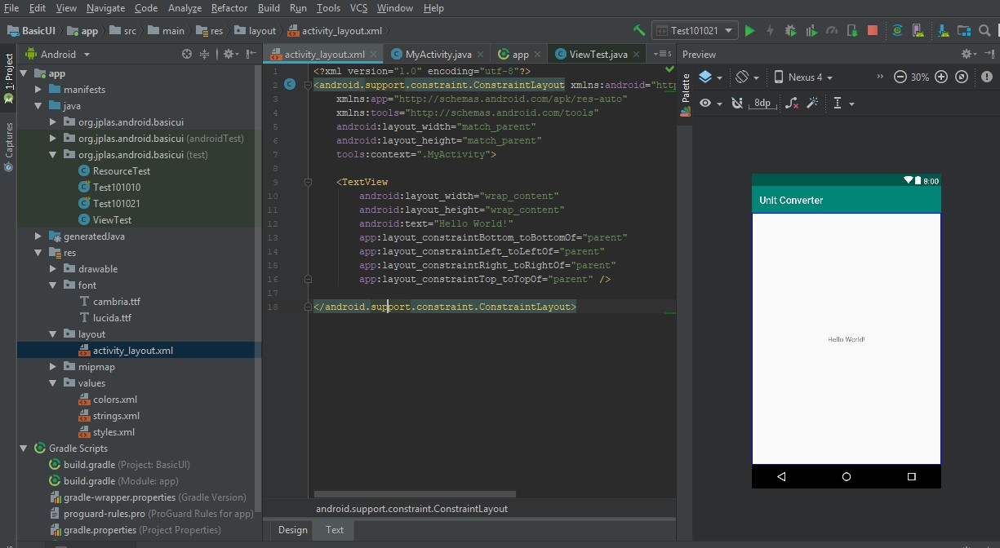 File Edit View Navigate Code Analyze Refactor Build Run Tools VCS Window Help
BasicUI app src main res layout activity_layout.xml Test101021
1: Project
Captures
Android
app
manifests
java
org.jplas.android.basicui
org.jplas.android.basicui (androidTest)
org.jplas.android.basicui (test)
ResourceTest
Test101010
Test101021
ViewTest
generatedJava
res
drawable
font
cambria.ttf
lucida.ttf
layout
activity_layout.xml
mipmap
values
colors.xml
strings.xml
styles.xml
Gradle Scripts
build.gradle (Project: BasicUI)
build.gradle (Module: app)
gradle-wrapper.properties (Gradle Version)
proguard-rules.pro (ProGuard Rules for app)
gradle.properties (Project Properties)
activity_layout.xml MyActivity.java app ViewTest.java
1 <?xml version="1.0" encoding="utf-8"?>
2 <android.support.constraint.ConstraintLayout xmlns:android="http
3 xmlns:app="http://schemas.android.com/apk/res-auto"
4 xmlns:tools="http://schemas.android.com/tools"
5 android:layout_width="match_parent"
6 android:layout_height="match_parent"
7 tools:context=".MyActivity">
8
9 <TextView
10 android:layout_width="wrap_content"
11 android:layout_height="wrap_content"
12 android:text="Hello World!"
13 app:layout_constraintBottom_toBottomOf="parent"
14 app:layout_constraintLeft_toLeftOf="parent"
15 app:layout_constraintRight_toRightOf="parent"
16 app:layout_constraintTop_toTopOf="parent" />
17
18 </android.support.constraint.ConstraintLayout>
android.support.constraint.ConstraintLayout
Design Text
Preview
Palette
Nexus 4 30%
8dp
8:00
Unit Converter
Hello World!